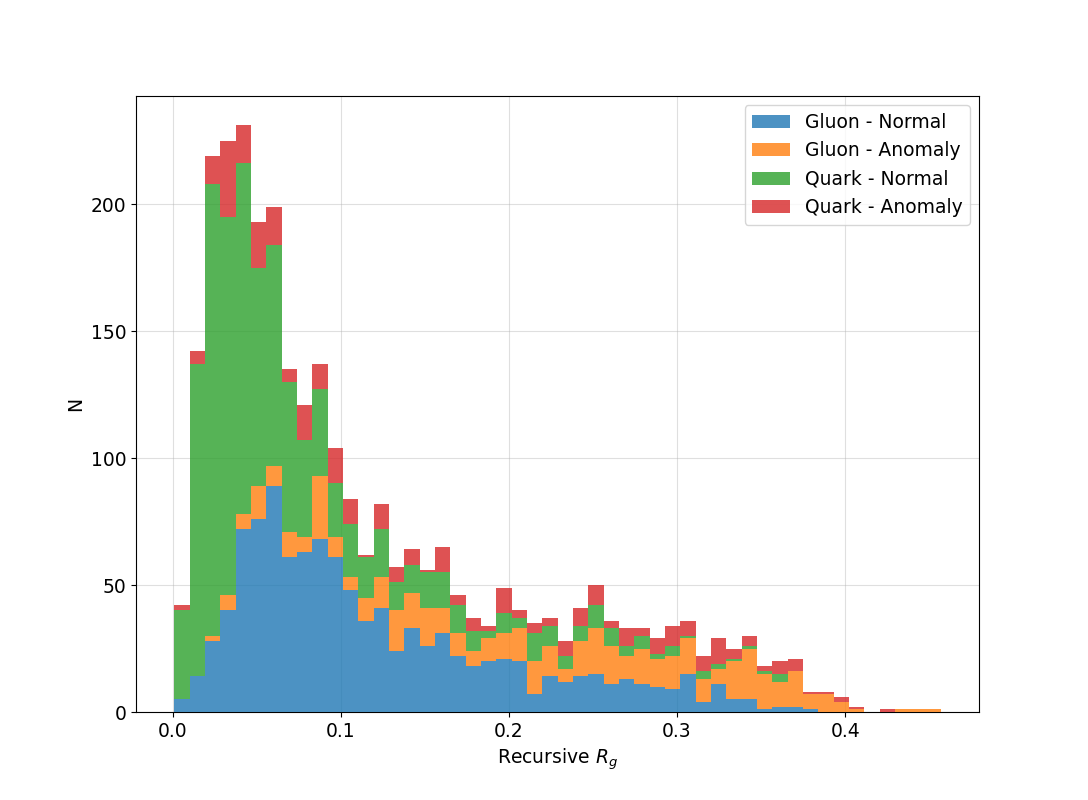 Gluon - Normal
Gluon - Anomaly
Quark - Normal
Quark - Anomaly
200
150
100
50
0
N
0.0 0.1 0.2 0.3 0.4
Recursive R_g